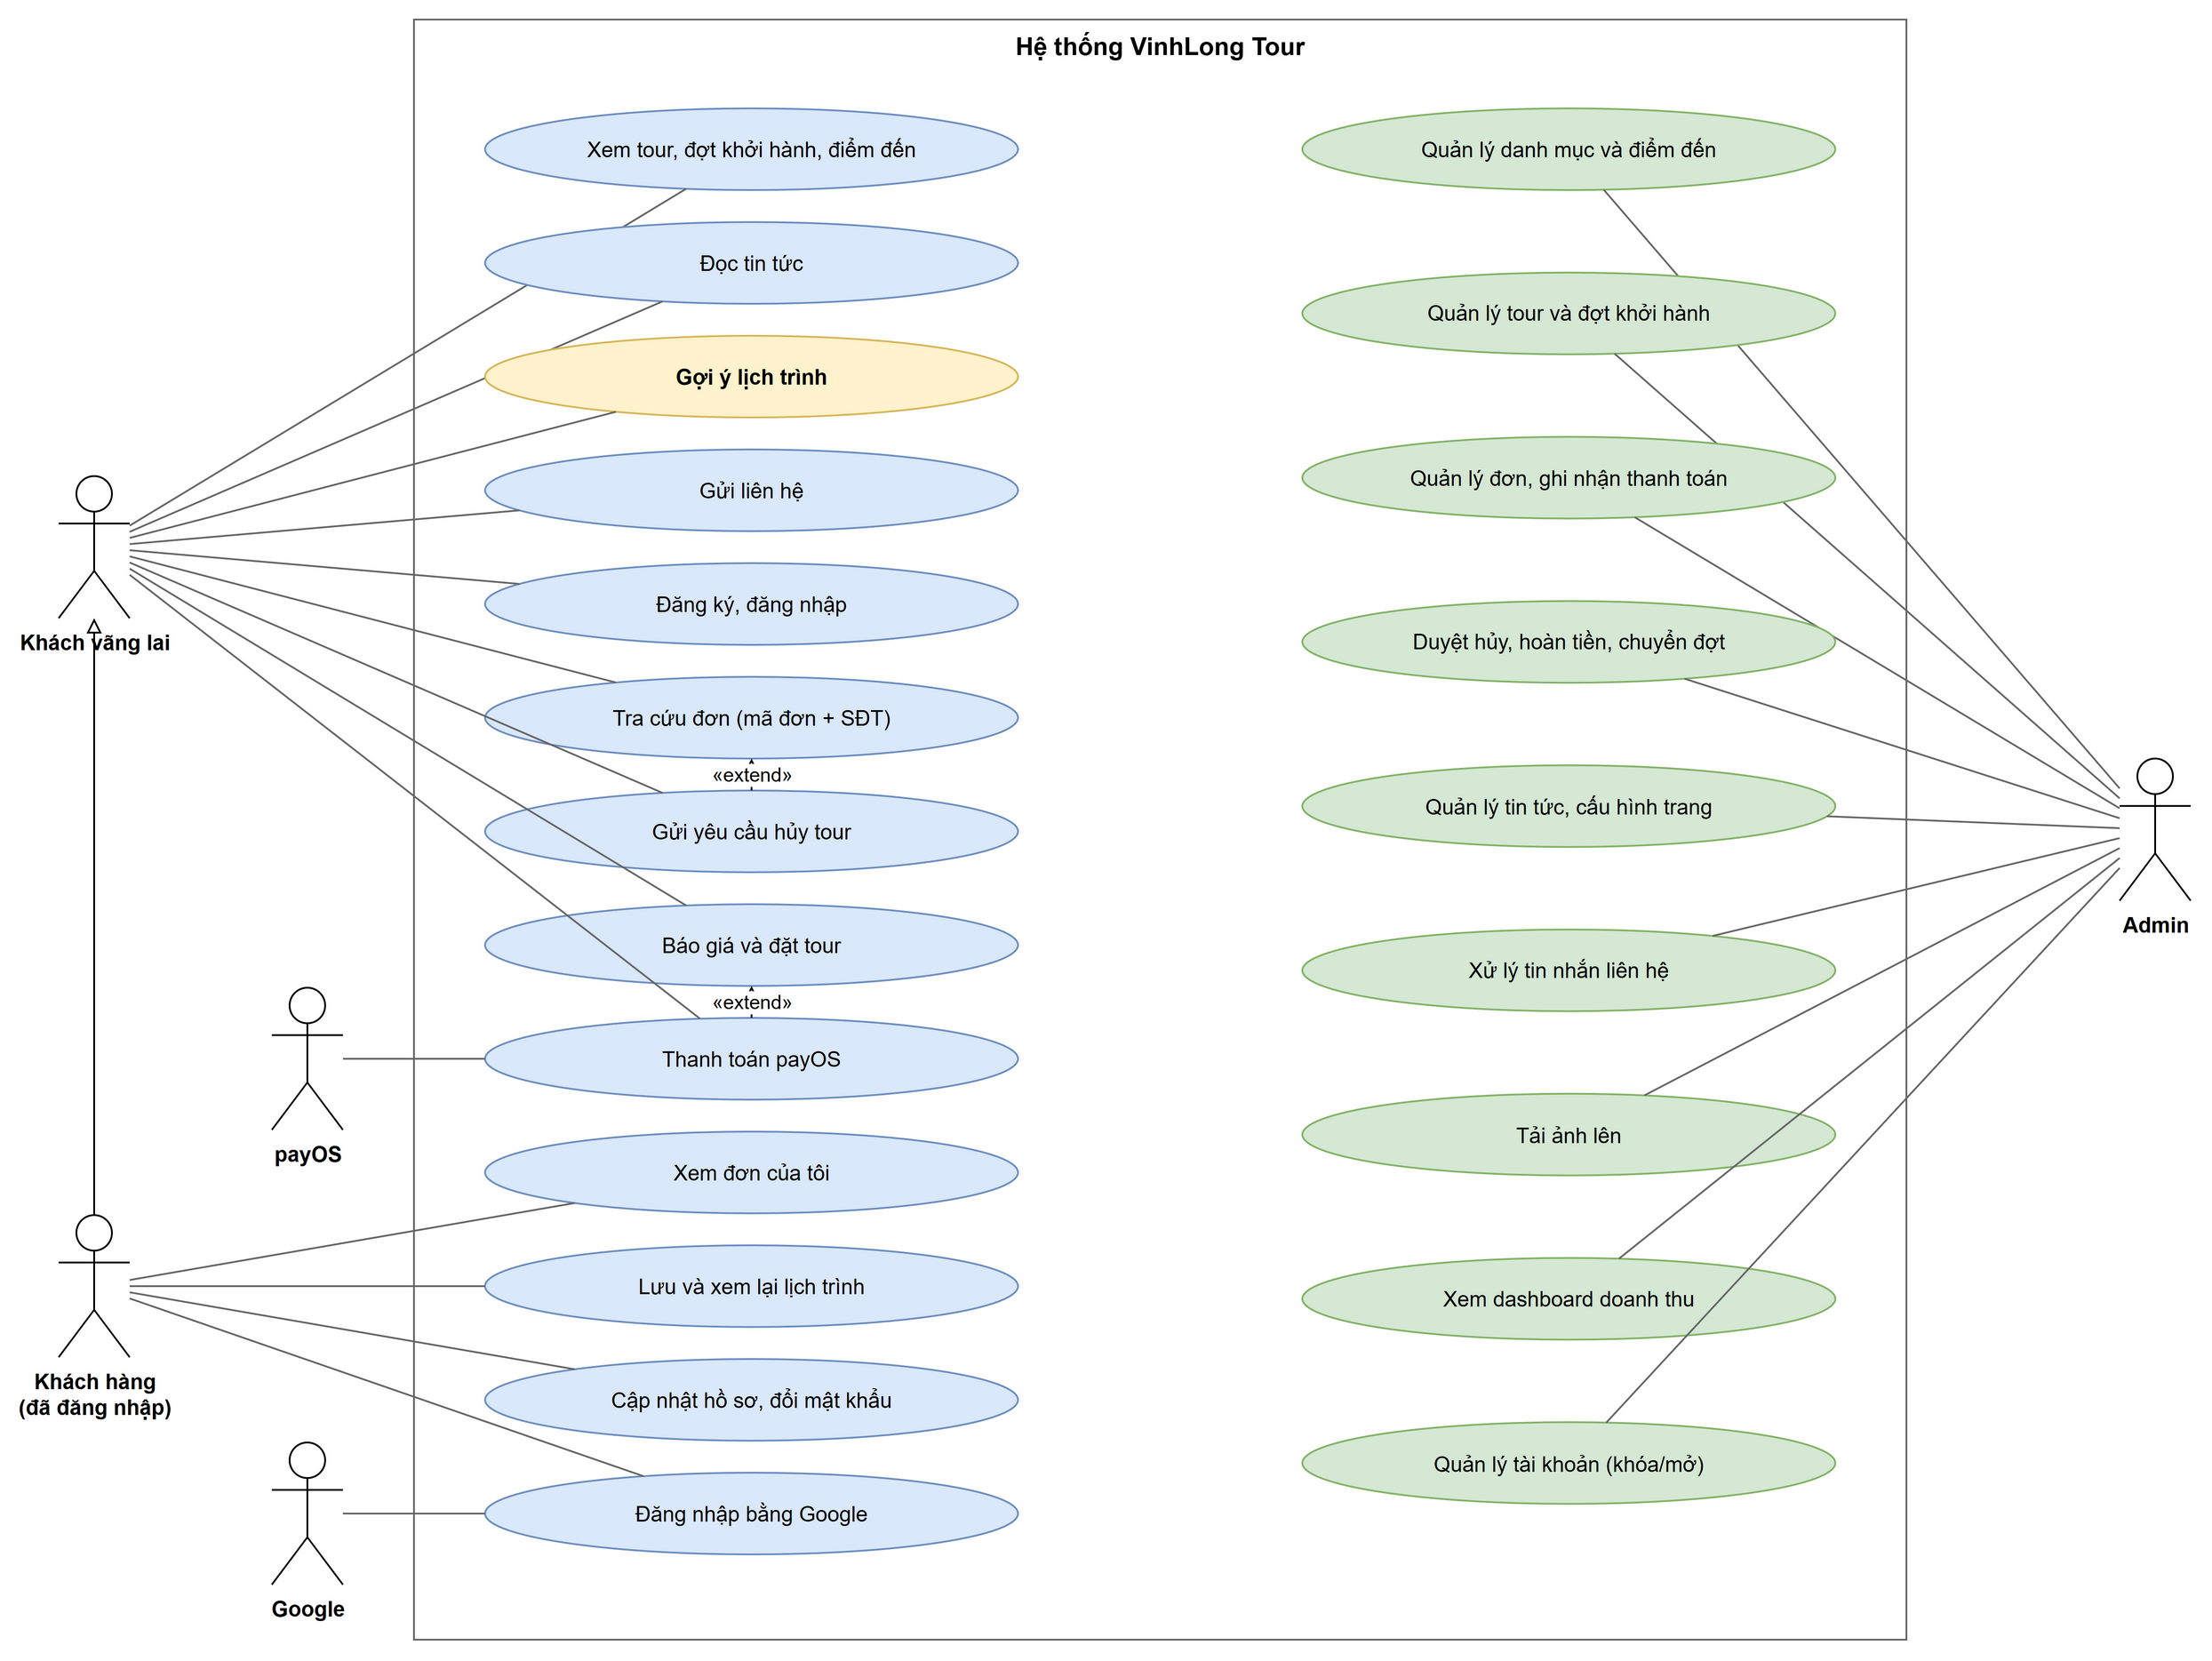 Hệ thống VinhLong Tour
Xem tour, đợt khởi hành, điểm đến
Đọc tin tức
Gợi ý lịch trình
Gửi liên hệ
Đăng ký, đăng nhập
Tra cứu đơn (mã đơn + SĐT)
«extend»
Gửi yêu cầu hủy tour
Báo giá và đặt tour
«extend»
Thanh toán payOS
Xem đơn của tôi
Lưu và xem lại lịch trình
Cập nhật hồ sơ, đổi mật khẩu
Đăng nhập bằng Google
Quản lý danh mục và điểm đến
Quản lý tour và đợt khởi hành
Quản lý đơn, ghi nhận thanh toán
Duyệt hủy, hoàn tiền, chuyển đợt
Quản lý tin tức, cấu hình trang
Xử lý tin nhắn liên hệ
Tải ảnh lên
Xem dashboard doanh thu
Quản lý tài khoản (khóa/mở)
Khách vãng lai
payOS
Khách hàng
(đã đăng nhập)
Google
Admin